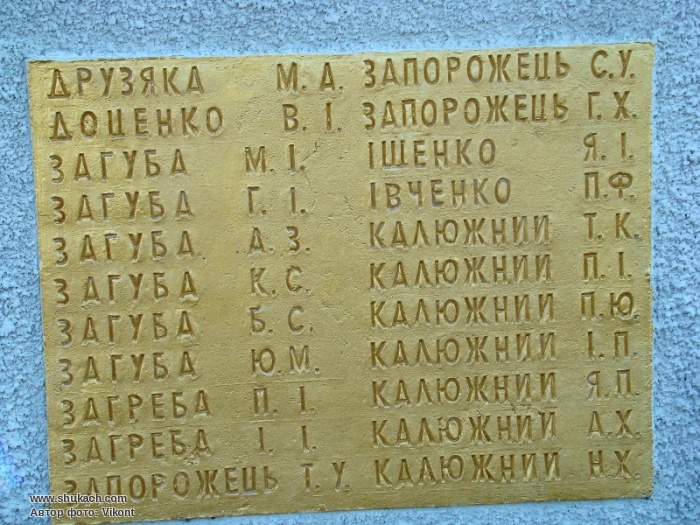 ДРУЗЯКА М. А.
ДОЦЕНКО В. І.
ЗАГУБА М. І.
ЗАГУБА Г. І.
ЗАГУБА А. З.
ЗАГУБА К. С.
ЗАГУБА Б. С.
ЗАГУБА Ю. М.
ЗАГРЕБА П. І.
ЗАГРЕБА І. І.
ЗАПОРОЖЕЦЬ Т. У.
ЗАПОРОЖЕЦЬ С. У.
ЗАПОРОЖЕЦЬ Г. Х.
ІЩЕНКО Я. І.
ІВЧЕНКО П. Ф.
КАЛЮЖНИЙ Т. К.
КАЛЮЖНИЙ П. І.
КАЛЮЖНИЙ П. Ю.
КАЛЮЖНИЙ І. П.
КАЛЮЖНИЙ Я. П.
КАЛЮЖНИЙ А. Х.
КАЛЮЖНИЙ Н. Х.
www.shukach.com
Автор фото: Vikont